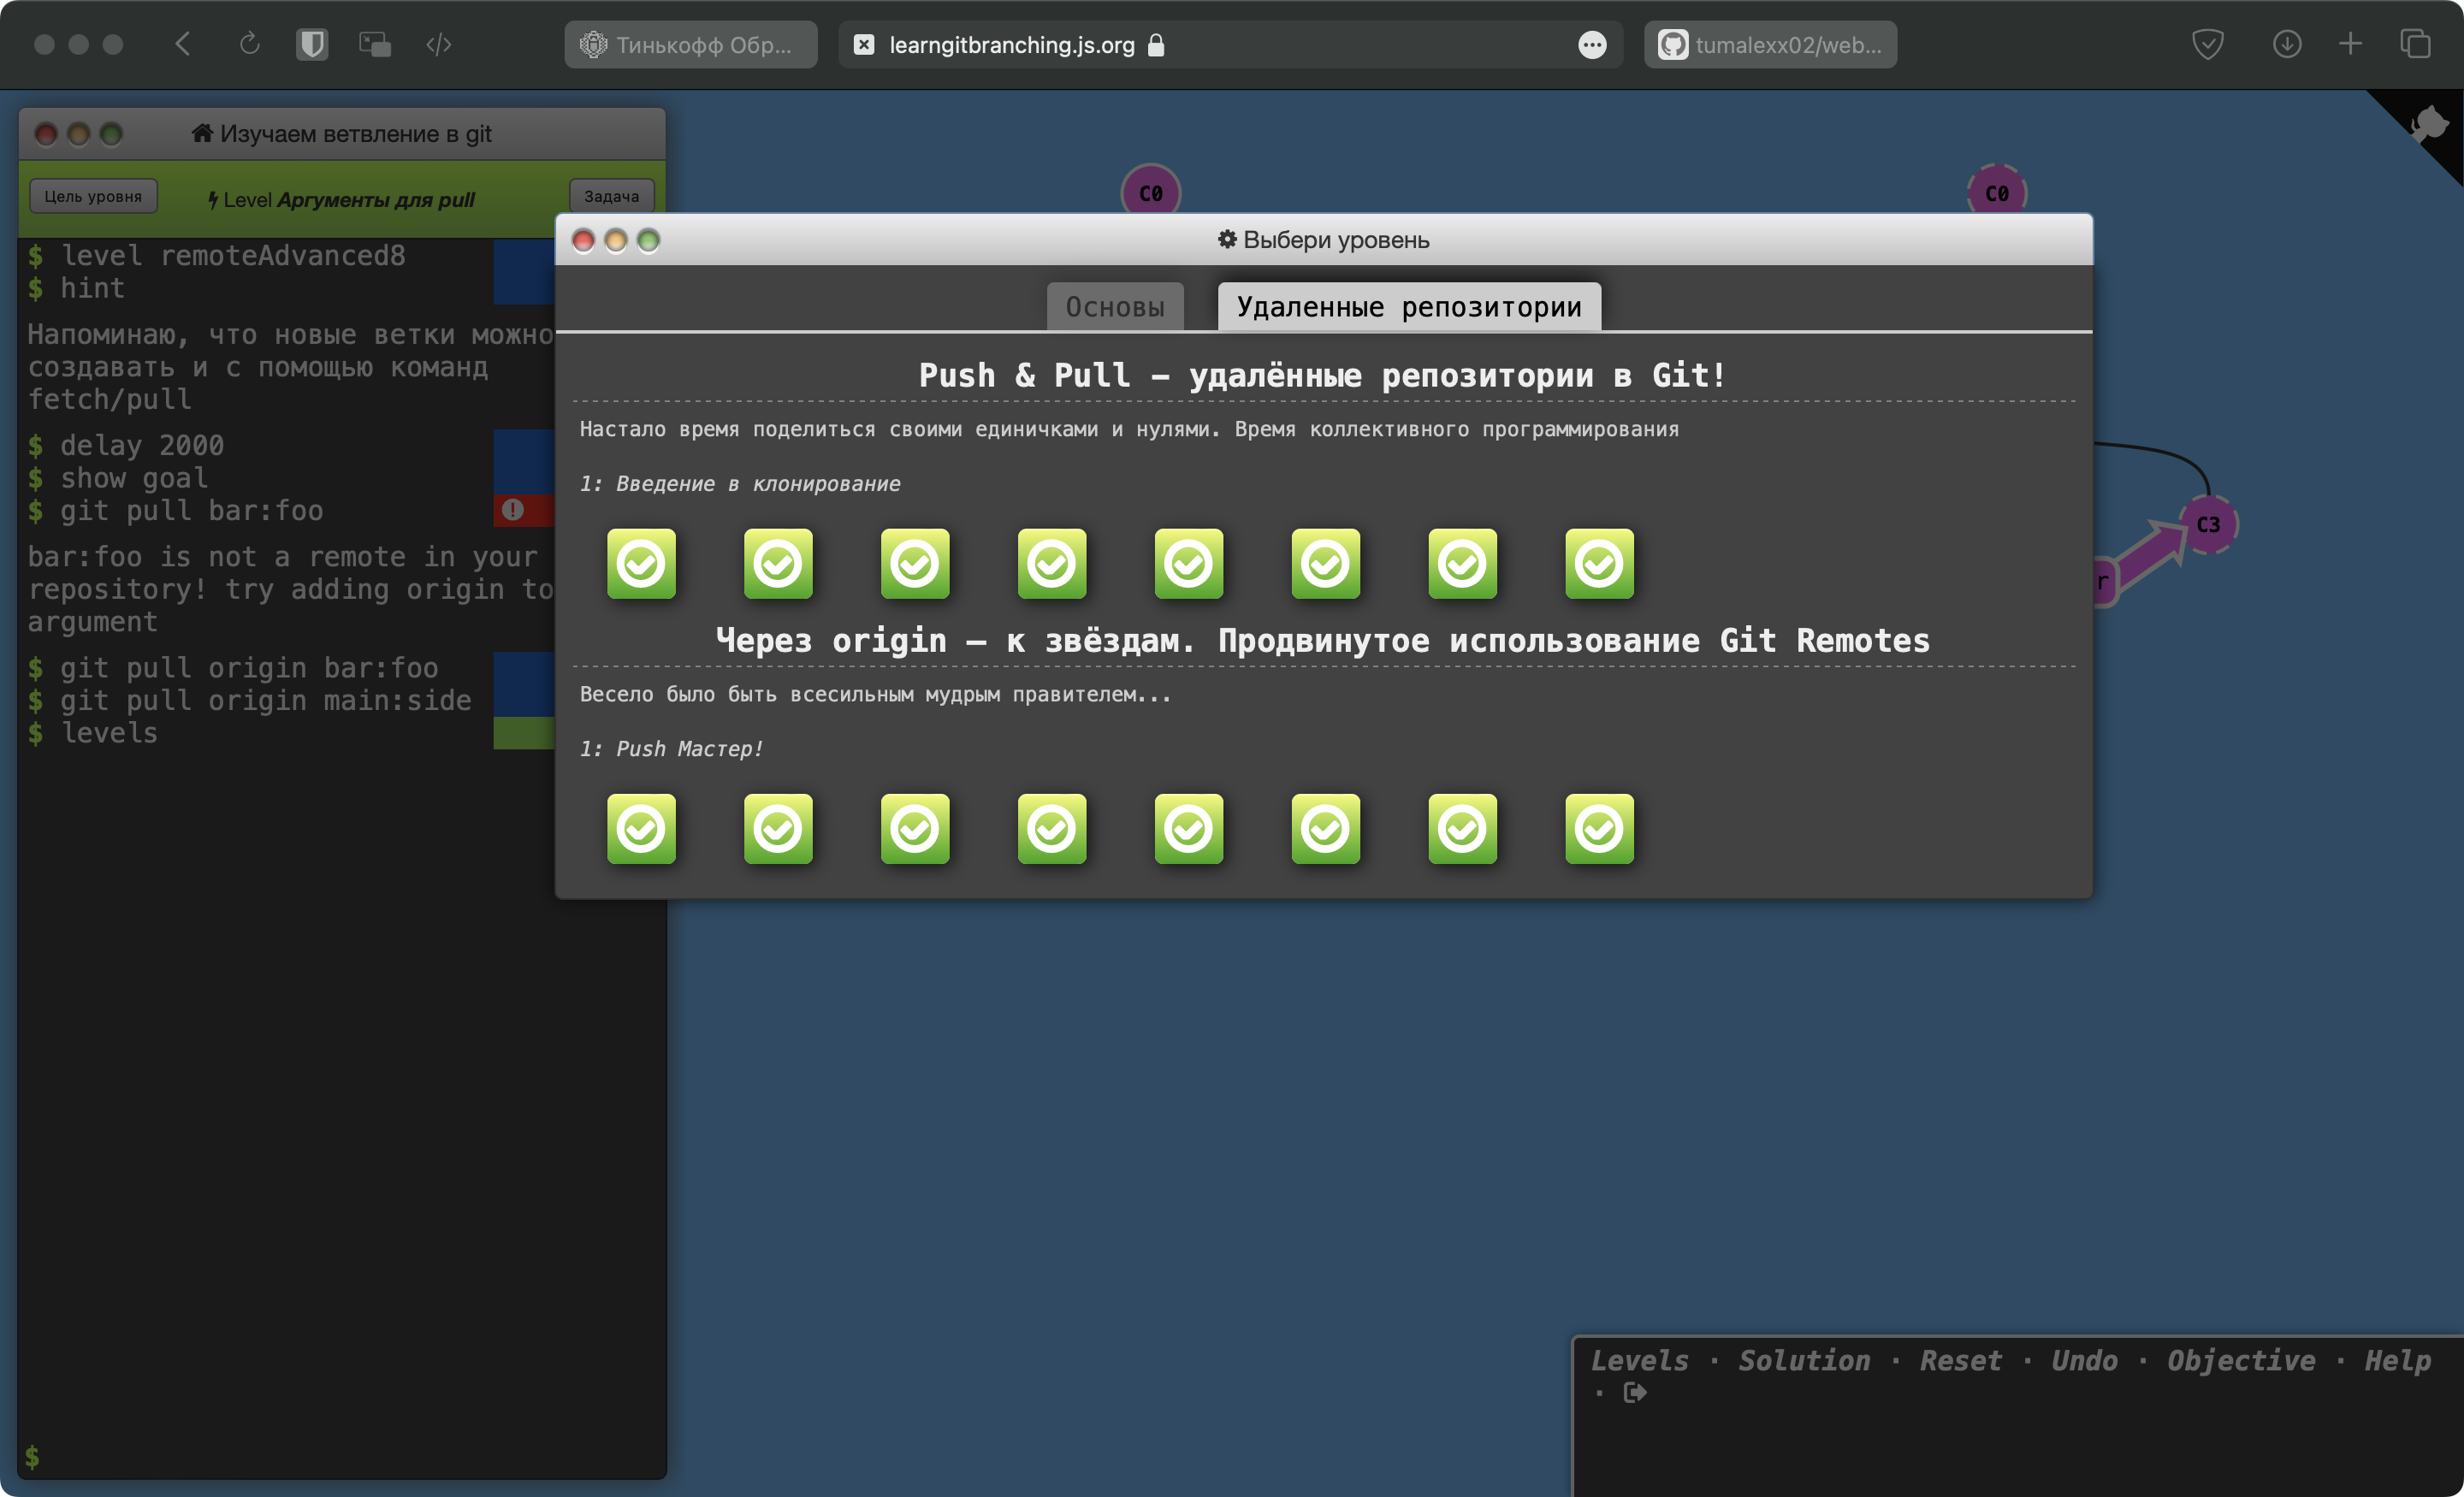 Тинькофф Обр...
learngitbranching.js.org
tumalexx02/web...
Изучаем ветвление в git
Цель уровня
Level Аргументы для pull
Задача
$ level remoteAdvanced8
$ hint
Напоминаю, что новые ветки можно
создавать и с помощью команд
fetch/pull
$ delay 2000
$ show goal
$ git pull bar:foo
bar:foo is not a remote in your
repository! try adding origin to
argument
$ git pull origin bar:foo
$ git pull origin main:side
$ levels
$
C0
C0
C3
r
Выбери уровень
Основы
Удаленные репозитории
Push & Pull – удалённые репозитории в Git!
Настало время поделиться своими единичками и нулями. Время коллективного программирования
1: Введение в клонирование
Через origin – к звёздам. Продвинутое использование Git Remotes
Весело было быть всесильным мудрым правителем...
1: Push Мастер!
Levels · Solution · Reset · Undo · Objective · Help
·